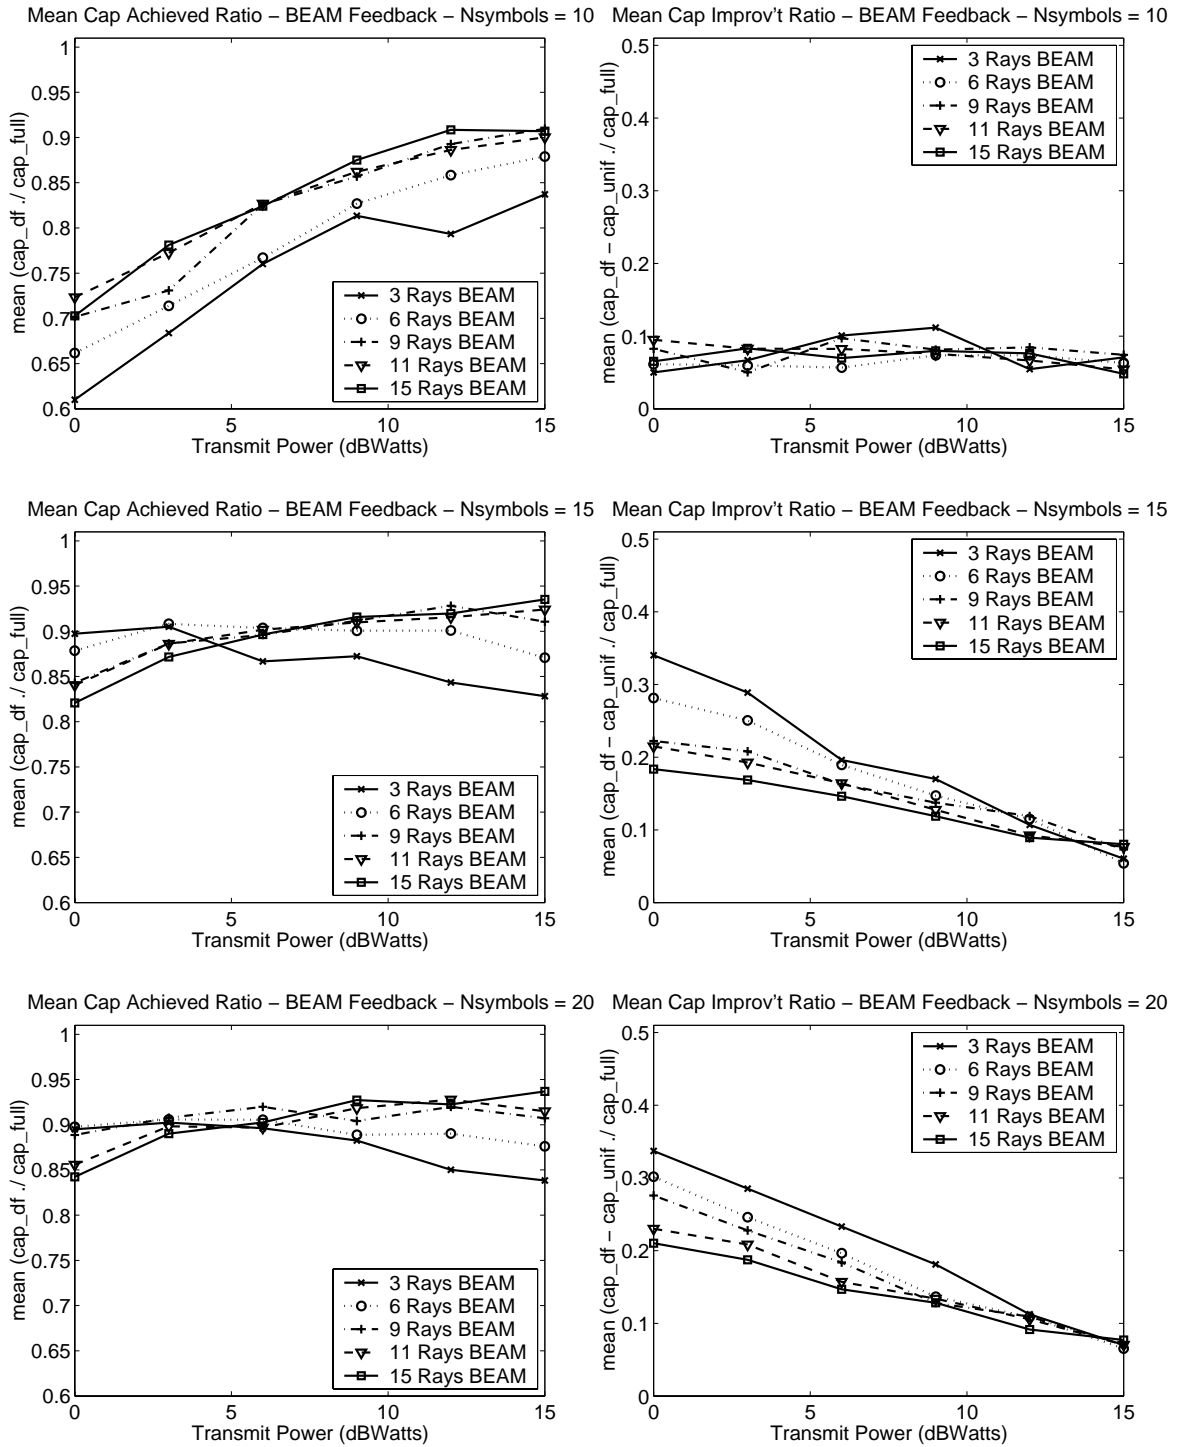 Mean Cap Achieved Ratio − BEAM Feedback − Nsymbols = 10
1
0.95
0.9
0.85
0.8
0.75
0.7
0.65
0.6
mean (cap_df ./ cap_full)
3 Rays BEAM
6 Rays BEAM
9 Rays BEAM
11 Rays BEAM
15 Rays BEAM
0 5 10 15
Transmit Power (dBWatts)
Mean Cap Improv't Ratio − BEAM Feedback − Nsymbols = 10
0.5
0.4
0.3
0.2
0.1
0
mean (cap_df − cap_unif ./ cap_full)
3 Rays BEAM
6 Rays BEAM
9 Rays BEAM
11 Rays BEAM
15 Rays BEAM
0 5 10 15
Transmit Power (dBWatts)
Mean Cap Achieved Ratio − BEAM Feedback − Nsymbols = 15
1
0.95
0.9
0.85
0.8
0.75
0.7
0.65
0.6
mean (cap_df ./ cap_full)
3 Rays BEAM
6 Rays BEAM
9 Rays BEAM
11 Rays BEAM
15 Rays BEAM
0 5 10 15
Transmit Power (dBWatts)
Mean Cap Improv't Ratio − BEAM Feedback − Nsymbols = 15
0.5
0.4
0.3
0.2
0.1
0
mean (cap_df − cap_unif ./ cap_full)
3 Rays BEAM
6 Rays BEAM
9 Rays BEAM
11 Rays BEAM
15 Rays BEAM
0 5 10 15
Transmit Power (dBWatts)
Mean Cap Achieved Ratio − BEAM Feedback − Nsymbols = 20
1
0.95
0.9
0.85
0.8
0.75
0.7
0.65
0.6
mean (cap_df ./ cap_full)
3 Rays BEAM
6 Rays BEAM
9 Rays BEAM
11 Rays BEAM
15 Rays BEAM
0 5 10 15
Transmit Power (dBWatts)
Mean Cap Improv't Ratio − BEAM Feedback − Nsymbols = 20
0.5
0.4
0.3
0.2
0.1
0
mean (cap_df − cap_unif ./ cap_full)
3 Rays BEAM
6 Rays BEAM
9 Rays BEAM
11 Rays BEAM
15 Rays BEAM
0 5 10 15
Transmit Power (dBWatts)